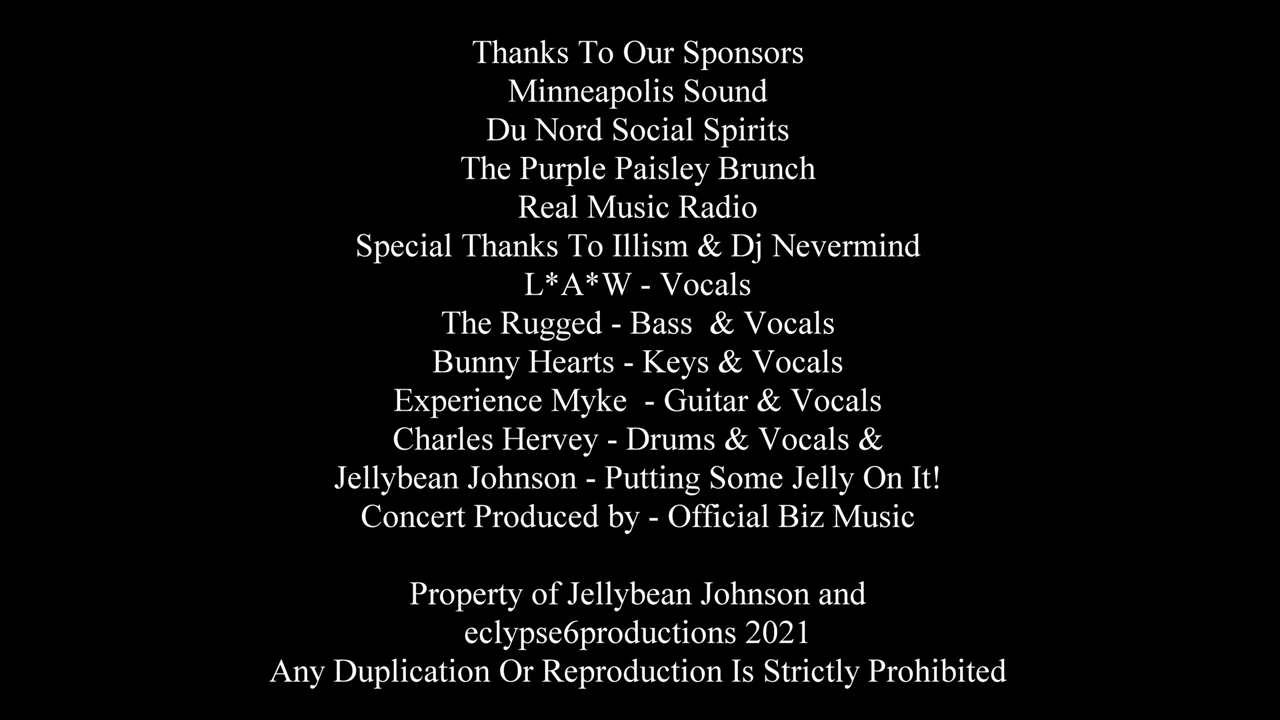 Thanks To Our Sponsors
Minneapolis Sound
Du Nord Social Spirits
The Purple Paisley Brunch
Real Music Radio
Special Thanks To Illism & Dj Nevermind
L*A*W - Vocals
The Rugged - Bass  & Vocals
Bunny Hearts - Keys & Vocals
Experience Myke  - Guitar & Vocals
Charles Hervey - Drums & Vocals &
Jellybean Johnson - Putting Some Jelly On It!
Concert Produced by - Official Biz Music
Property of Jellybean Johnson and
eclypse6productions 2021
Any Duplication Or Reproduction Is Strictly Prohibited